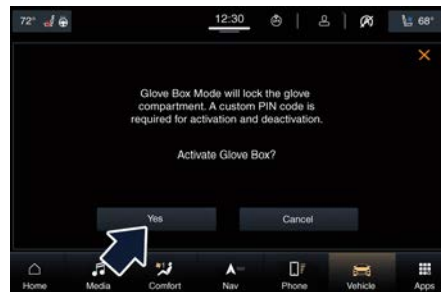 72° 12:30 68°
Glove Box Mode will lock the glove
compartment. A custom PIN code is
required for activation and deactivation.
Activate Glove Box?
Yes Cancel
Home Media Comfort Nav Phone Vehicle Apps